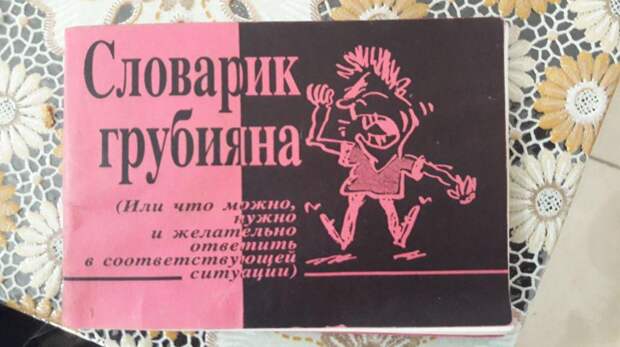 Словарик
грубияна
(Или что можно,
нужно
и желательно
ответить
в соответствующей
ситуации)